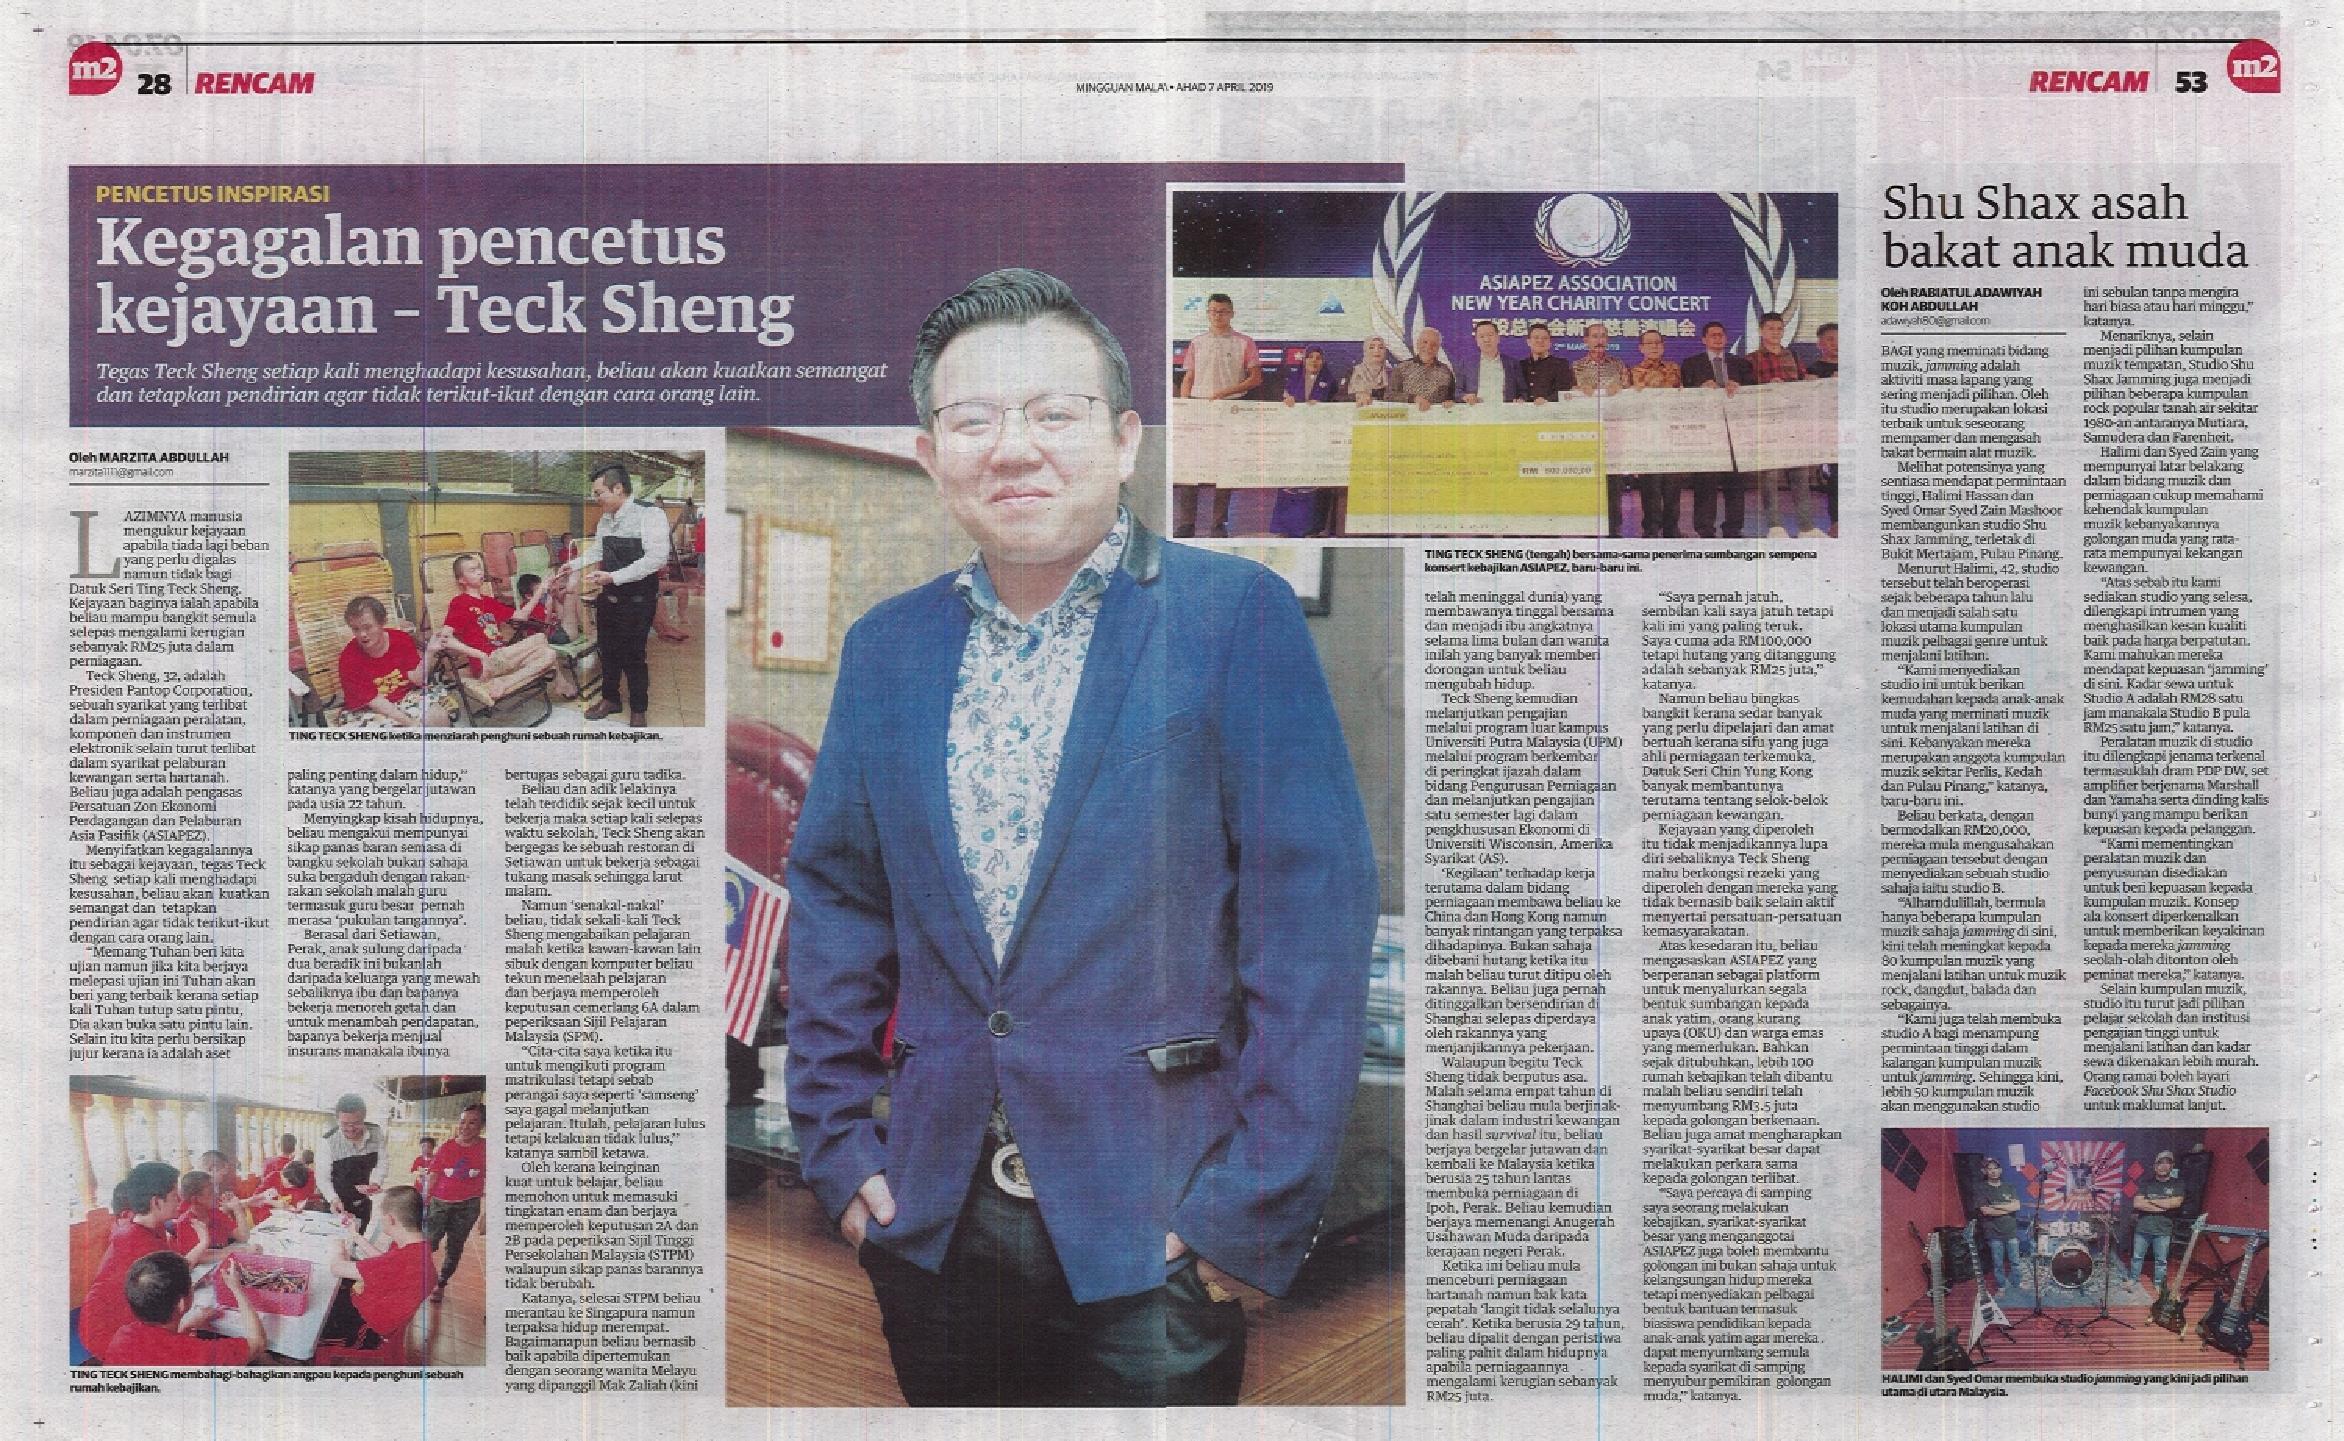 m2
28
RENCAM
MINGGUAN MALA • AHAD 7 APRIL 2019
RENCAM
53
m2
PENCETUS INSPIRASI
Kegagalan pencetus
kejayaan – Teck Sheng
Tegas Teck Sheng setiap kali menghadapi kesusahan, beliau akan kuatkan semangat
dan tetapkan pendirian agar tidak terikut-ikut dengan cara orang lain.
Oleh MARZITA ABDULLAH
marzita1111@gmail.com
LAZIMNYA manusia
mengukur kejayaan
apabila tiada lagi beban
yang perlu digalas
namun tidak bagi
Datuk Seri Ting Teck Sheng.
Kejayaan baginya ialah apabila
beliau mampu bangkit semula
selepas mengalami kerugian
sebanyak RM25 juta dalam
perniagaan.
Teck Sheng, 32, adalah
Presiden Pantop Corporation,
sebuah syarikat yang terlibat
dalam perniagaan peralatan,
komponen dan instrumen
elektronik selain turut terlibat
dalam syarikat pelaburan
kewangan serta hartanah.
Beliau juga adalah pengasas
Persatuan Zon Ekonomi
Perdagangan dan Pelaburan
Asia Pasifik (ASIAPEZ).
Menyifatkan kegagalannya
itu sebagai kejayaan, tegas Teck
Sheng setiap kali menghadapi
kesusahan, beliau akan kuatkan
semangat dan tetapkan
pendirian agar tidak terikut-ikut
dengan cara orang lain.
“Memang Tuhan beri kita
ujian namun jika kita berjaya
melepasi ujian ini Tuhan akan
beri yang terbaik kerana setiap
kali Tuhan tutup satu pintu,
Dia akan buka satu pintu lain.
Selain itu kita perlu bersikap
jujur kerana ia adalah aset
TING TECK SHENG ketika menziarah penghuni sebuah rumah kebajikan.
paling penting dalam hidup,”
katanya yang bergelar jutawan
pada usia 22 tahun.
Menyingkap kisah hidupnya,
beliau mengakui mempunyai
sikap panas baran semasa di
bangku sekolah bukan sahaja
suka bergaduh dengan rakan-
rakan sekolah malah guru
termasuk guru besar pernah
merasa ‘pukulan tangannya’.
Berasal dari Setiawan,
Perak, anak sulung daripada
dua beradik ini bukanlah
daripada keluarga yang mewah
sebaliknya ibu dan bapanya
bekerja menoreh getah dan
untuk menambah pendapatan,
bapanya bekerja menjual
insurans manakala ibunya
TING TECK SHENG membahagi-bahagikan angpau kepada penghuni sebuah
rumah kebajikan.
bertugas sebagai guru tadika.
Beliau dan adik lelakinya
telah terdidik sejak kecil untuk
bekerja maka setiap kali selepas
waktu sekolah, Teck Sheng akan
bergegas ke sebuah restoran di
Setiawan untuk bekerja sebagai
tukang masak sehingga larut
malam.
Namun ‘senakal-nakal’
beliau, tidak sekali-kali Teck
Sheng mengabaikan pelajaran
malah ketika kawan-kawan lain
sibuk dengan komputer beliau
tekun menelaah pelajaran
dan berjaya memperoleh
keputusan cemerlang 6A dalam
peperiksaan Sijil Pelajaran
Malaysia (SPM).
“Cita-cita saya ketika itu
untuk mengikuti program
matrikulasi tetapi sebab
perangai saya seperti ‘samseng’
saya gagal melanjutkan
pelajaran. Itulah, pelajaran lulus
tetapi kelakuan tidak lulus,”
katanya sambil ketawa.
Oleh kerana keinginan
kuat untuk belajar, beliau
memohon untuk memasuki
tingkatan enam dan berjaya
memperoleh keputusan 2A dan
2B pada peperiksan Sijil Tinggi
Persekolahan Malaysia (STPM)
walaupun sikap panas barannya
tidak berubah.
Katanya, selesai STPM beliau
merantau ke Singapura namun
terpaksa hidup merempat.
Bagaimanapun beliau bernasib
baik apabila dipertemukan
dengan seorang wanita Melayu
yang dipanggil Mak Zaliah (kini
ASIAPEZ ASSOCIATION
NEW YEAR CHARITY CONCERT
TING TECK SHENG (tengah) bersama-sama penerima sumbangan sempena
konsert kebajikan ASIAPEZ, baru-baru ini.
telah meninggal dunia) yang
membawanya tinggal bersama
dan menjadi ibu angkatnya
selama lima bulan dan wanita
inilah yang banyak memberi
dorongan untuk beliau
mengubah hidup.
Teck Sheng kemudian
melanjutkan pengajian
melalui program luar kampus
Universiti Putra Malaysia (UPM)
melalui program berkembar
di peringkat ijazah dalam
bidang Pengurusan Perniagaan
dan melanjutkan pengajian
satu semester lagi dalam
pengkhususan Ekonomi di
Universiti Wisconsin, Amerika
Syarikat (AS).
‘Kegilaan’ terhadap kerja
terutama dalam bidang
perniagaan membawa beliau ke
China dan Hong Kong namun
banyak rintangan yang terpaksa
dihadapinya. Bukan sahaja
dibebani hutang ketika itu
malah beliau turut ditipu oleh
rakannya. Beliau juga pernah
ditinggalkan bersendirian di
Shanghai selepas diperdaya
oleh rakannya yang
menjanjikannya pekerjaan.
Walaupun begitu Teck
Sheng tidak berputus asa.
Malah selama empat tahun di
Shanghai beliau mula berjinak-
jinak dalam industri kewangan
dan hasil survival itu, beliau
berjaya bergelar jutawan dan
kembali ke Malaysia ketika
berusia 25 tahun lantas
membuka perniagaan di
Ipoh, Perak. Beliau kemudian
berjaya memenangi Anugerah
Usahawan Muda daripada
kerajaan negeri Perak.
Ketika ini beliau mula
menceburi perniagaan
hartanah namun bak kata
pepatah ‘langit tidak selalunya
cerah’. Ketika berusia 29 tahun,
beliau dipalit dengan peristiwa
paling pahit dalam hidupnya
apabila perniagaannya
mengalami kerugian sebanyak
RM25 juta.
“Saya pernah jatuh,
sembilan kali saya jatuh tetapi
kali ini yang paling teruk.
Saya cuma ada RM100,000
tetapi hutang yang ditanggung
adalah sebanyak RM25 juta,”
katanya.
Namun beliau bingkas
bangkit kerana sedar banyak
yang perlu dipelajari dan amat
bertuah kerana sifu yang juga
ahli perniagaan terkemuka,
Datuk Seri Chin Yung Kong
banyak membantunya
terutama tentang selok-belok
perniagaan kewangan.
Kejayaan yang diperoleh
itu tidak menjadikannya lupa
diri sebaliknya Teck Sheng
mahu berkongsi rezeki yang
diperoleh dengan mereka yang
tidak bernasib baik selain aktif
menyertai persatuan-persatuan
kemasyarakatan.
Atas kesedaran itu, beliau
mengasaskan ASIAPEZ yang
berperanan sebagai platform
untuk menyalurkan segala
bentuk sumbangan kepada
anak yatim, orang kurang
upaya (OKU) dan warga emas
yang memerlukan. Bahkan
sejak ditubuhkan, lebih 100
rumah kebajikan telah dibantu
malah beliau sendiri telah
menyumbang RM3.5 juta
kepada golongan berkenaan.
Beliau juga amat mengharapkan
syarikat-syarikat besar dapat
melakukan perkara sama
kepada golongan terlibat.
“Saya percaya di samping
saya seorang melakukan
kebajikan, syarikat-syarikat
besar yang menganggotai
ASIAPEZ juga boleh membantu
golongan ini bukan sahaja untuk
kelangsungan hidup mereka
tetapi menyediakan pelbagai
bentuk bantuan termasuk
biasiswa pendidikan kepada
anak-anak yatim agar mereka
dapat menyumbang semula
kepada syarikat di samping
menyubur pemikiran golongan
muda,” katanya.
Shu Shax asah
bakat anak muda
Oleh RABIATUL ADAWIYAH
KOH ABDULLAH
adawiyah80@gmail.com
BAGI yang meminati bidang
muzik, jamming adalah
aktiviti masa lapang yang
sering menjadi pilihan. Oleh
itu studio merupakan lokasi
terbaik untuk seseorang
mempamer dan mengasah
bakat bermain alat muzik.
Melihat potensinya yang
sentiasa mendapat permintaan
tinggi, Halimi Hassan dan
Syed Omar Syed Zain Mashoor
membangunkan studio Shu
Shax Jamming, terletak di
Bukit Mertajam, Pulau Pinang.
Menurut Halimi, 42, studio
tersebut telah beroperasi
sejak beberapa tahun lalu
dan menjadi salah satu
lokasi utama kumpulan
muzik pelbagai genre untuk
menjalani latihan.
“Kami menyediakan
studio ini untuk berikan
kemudahan kepada anak-anak
muda yang meminati muzik
untuk menjalani latihan di
sini. Kebanyakan mereka
merupakan anggota kumpulan
muzik sekitar Perlis, Kedah
dan Pulau Pinang,” katanya,
baru-baru ini.
Beliau berkata, dengan
bermodalkan RM20,000,
mereka mula mengusahakan
perniagaan tersebut dengan
menyediakan sebuah studio
sahaja iaitu studio B.
“Alhamdulillah, bermula
hanya beberapa kumpulan
muzik sahaja jamming di sini,
kini telah meningkat kepada
80 kumpulan muzik yang
menjalani latihan untuk muzik
rock, dangdut, balada dan
sebagainya.
“Kami juga telah membuka
studio A bagi menampung
permintaan tinggi dalam
kalangan kumpulan muzik
untuk jamming. Sehingga kini,
lebih 50 kumpulan muzik
akan menggunakan studio
ini sebulan tanpa mengira
hari biasa atau hari minggu,”
katanya.
Menariknya, selain
menjadi pilihan kumpulan
muzik tempatan, Studio Shu
Shax Jamming juga menjadi
pilihan beberapa kumpulan
rock popular tanah air sekitar
1980-an antaranya Mutiara,
Samudera dan Farenheit.
Halimi dan Syed Zain yang
mempunyai latar belakang
dalam bidang muzik dan
perniagaan cukup memahami
kehendak kumpulan
muzik kebanyakannya
golongan muda yang rata-
rata mempunyai kekangan
kewangan.
“Atas sebab itu kami
sediakan studio yang selesa,
dilengkapi intrumen yang
menghasilkan kesan kualiti
baik pada harga berpatutan.
Kami mahukan mereka
mendapat kepuasan ‘jamming’
di sini. Kadar sewa untuk
Studio A adalah RM28 satu
jam manakala Studio B pula
RM25 satu jam,” katanya.
Peralatan muzik di studio
itu dilengkapi jenama terkenal
termasuklah dram PDP DW, set
amplifier berjenama Marshall
dan Yamaha serta dinding kalis
bunyi yang mampu berikan
kepuasan kepada pelanggan.
“Kami mementingkan
peralatan muzik dan
penyusunan disediakan
untuk beri kepuasan kepada
kumpulan muzik. Konsep
ala konsert diperkenalkan
untuk memberikan keyakinan
kepada mereka jamming
seolah-olah ditonton oleh
peminat mereka,” katanya.
Selain kumpulan muzik,
studio itu turut jadi pilihan
pelajar sekolah dan institusi
pengajian tinggi untuk
menjalani latihan dan kadar
sewa dikenakan lebih murah.
Orang ramai boleh layari
Facebook Shu Shax Studio
untuk maklumat lanjut.
HALIMI dan Syed Omar membuka studio jamming yang kini jadi pilihan
utama di utara Malaysia.